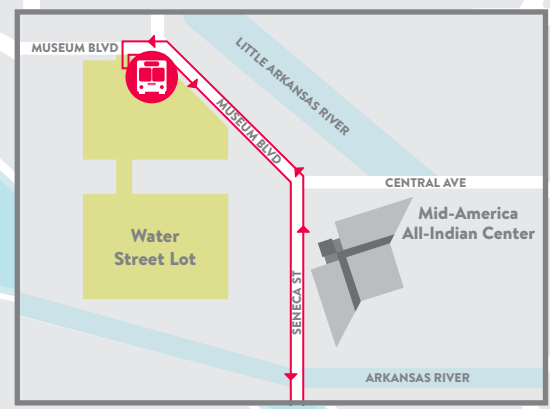 MUSEUM BLVD
LITTLE ARKANSAS RIVER
MUSEUM BLVD
CENTRAL AVE
Mid-America
All-Indian Center
Water
Street Lot
SENECA ST
ARKANSAS RIVER